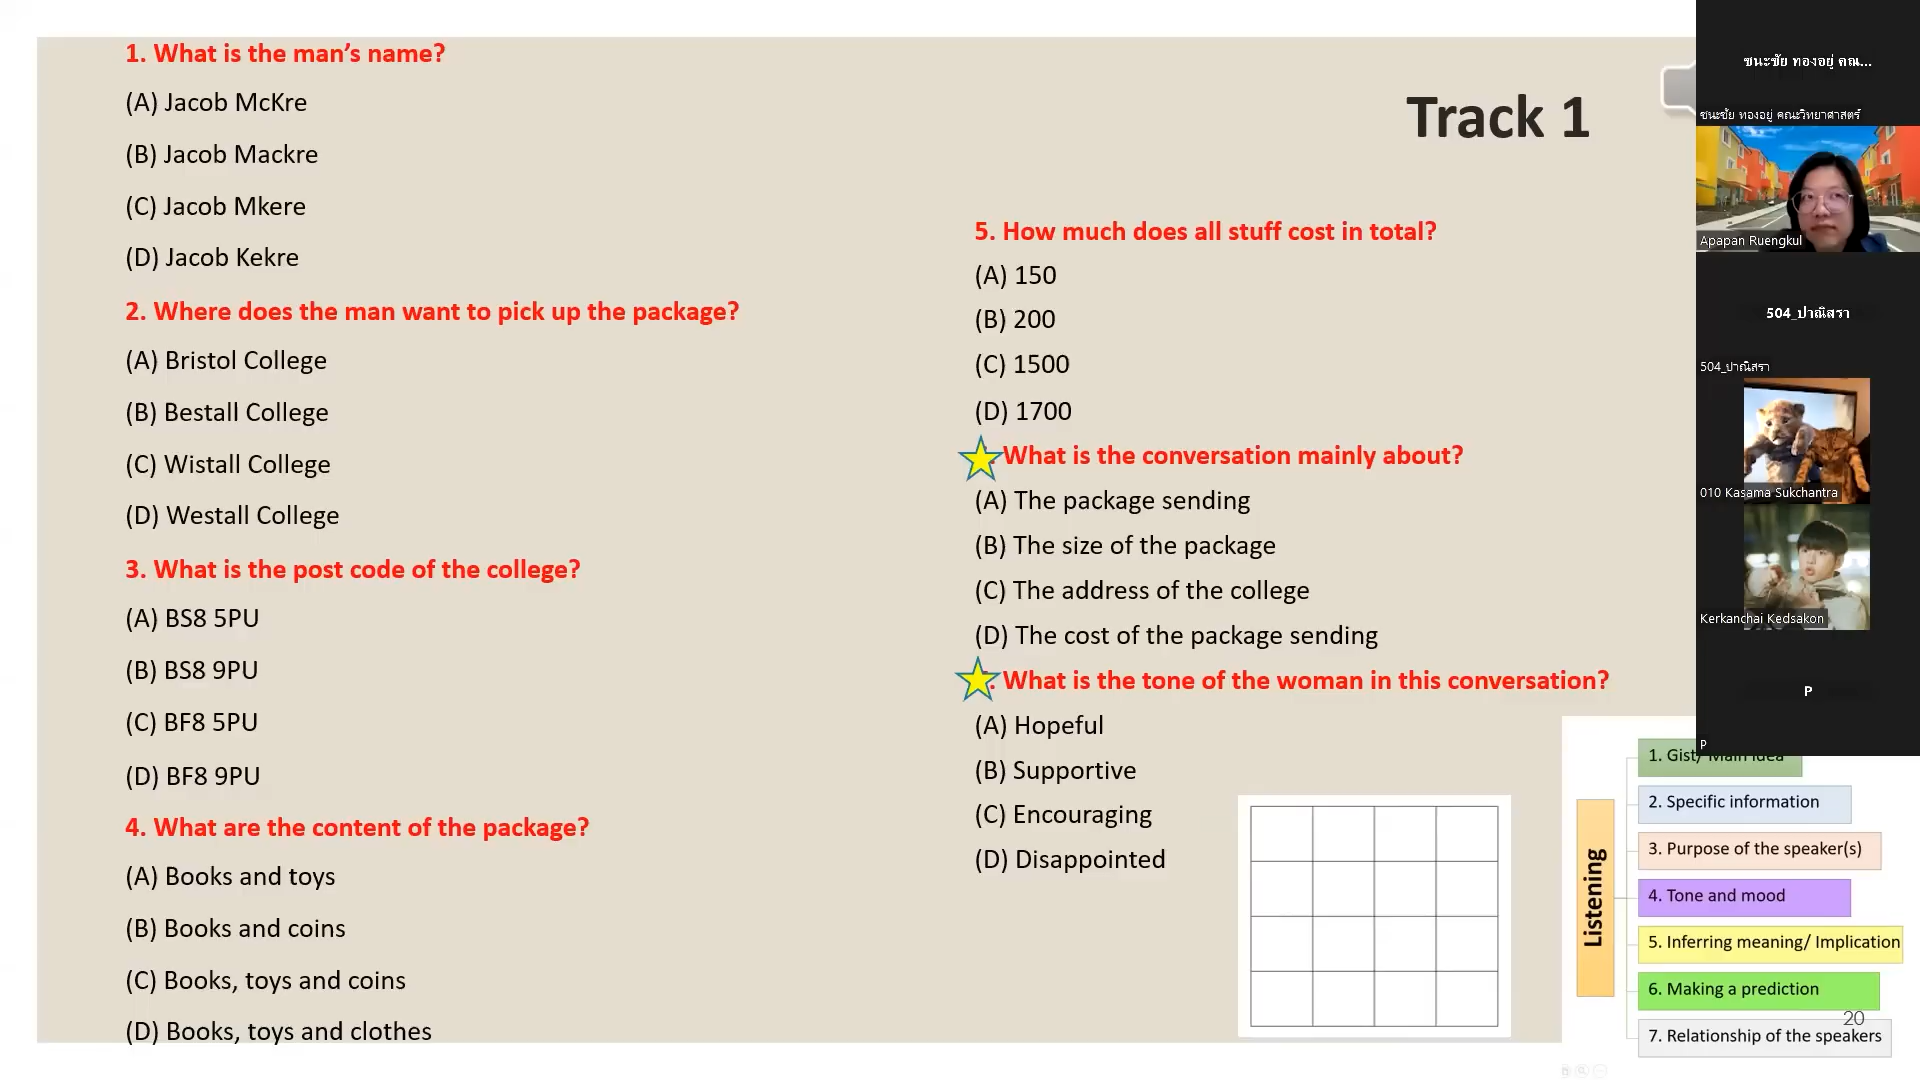 1. What is the man’s name?
(A) Jacob McKre
(B) Jacob Mackre
(C) Jacob Mkere
(D) Jacob Kekre
2. Where does the man want to pick up the package?
(A) Bristol College
(B) Bestall College
(C) Wistall College
(D) Westall College
3. What is the post code of the college?
(A) BS8 5PU
(B) BS8 9PU
(C) BF8 5PU
(D) BF8 9PU
4. What are the content of the package?
(A) Books and toys
(B) Books and coins
(C) Books, toys and coins
(D) Books, toys and clothes
Track 1
5. How much does all stuff cost in total?
(A) 150
(B) 200
(C) 1500
(D) 1700
What is the conversation mainly about?
(A) The package sending
(B) The size of the package
(C) The address of the college
(D) The cost of the package sending
What is the tone of the woman in this conversation?
(A) Hopeful
(B) Supportive
(C) Encouraging
(D) Disappointed
Listening
1. Gist/ Main idea
2. Specific information
3. Purpose of the speaker(s)
4. Tone and mood
5. Inferring meaning/ Implication
6. Making a prediction
7. Relationship of the speakers
20
ชนะชัย ทองอยู่ คณ...
ชนะชัย ทองอยู่ คณะวิทยาศาสตร์
Apapan Ruengkul
504_ปาณิสรา
504_ปาณิสรา
010 Kasama Sukchantra
Kerkanchai Kedsakon
P
P